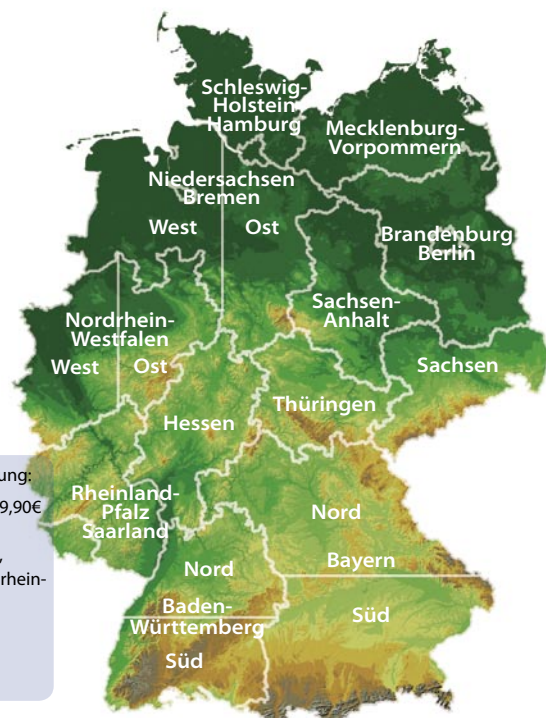 Schleswig-
Holstein
Hamburg
Mecklenburg-
Vorpommern
Niedersachsen
Bremen
West
Ost
Brandenburg
Berlin
Sachsen-
Anhalt
Nordrhein-
Westfalen
West
Ost
Sachsen
Thüringen
Hessen
ung:
9,90€
,
rhein-
Rheinland-
Pfalz
Saarland
Nord
Bayern
Nord
Baden-
Württemberg
Süd
Süd